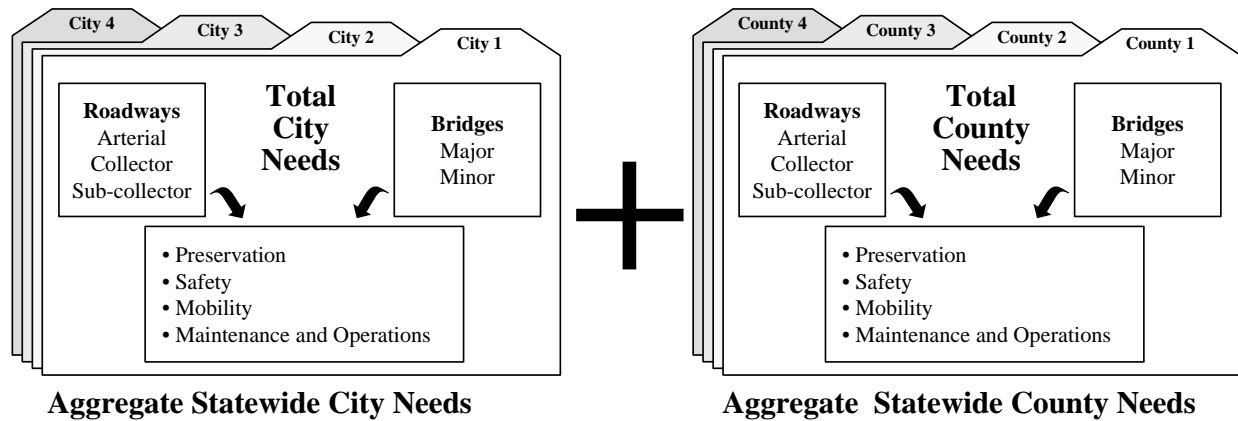 City 4
City 3
City 2
City 1
Roadways
Arterial
Collector
Sub-collector
Total
City
Needs
Bridges
Major
Minor
• Preservation
• Safety
• Mobility
• Maintenance and Operations
Aggregate Statewide City Needs
+
County 4
County 3
County 2
County 1
Roadways
Arterial
Collector
Sub-collector
Total
County
Needs
Bridges
Major
Minor
• Preservation
• Safety
• Mobility
• Maintenance and Operations
Aggregate Statewide County Needs